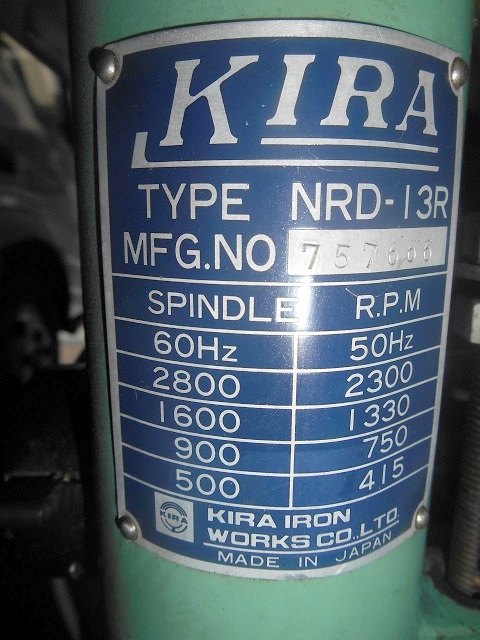 KIRA
TYPE NRD-13R
MFG.NO 757666
SPINDLE R.P.M
60Hz 50Hz
2800 2300
1600 1330
900 750
500 415
KIRA KIRA IRON
WORKS CO.,LTD.
MADE IN JAPAN